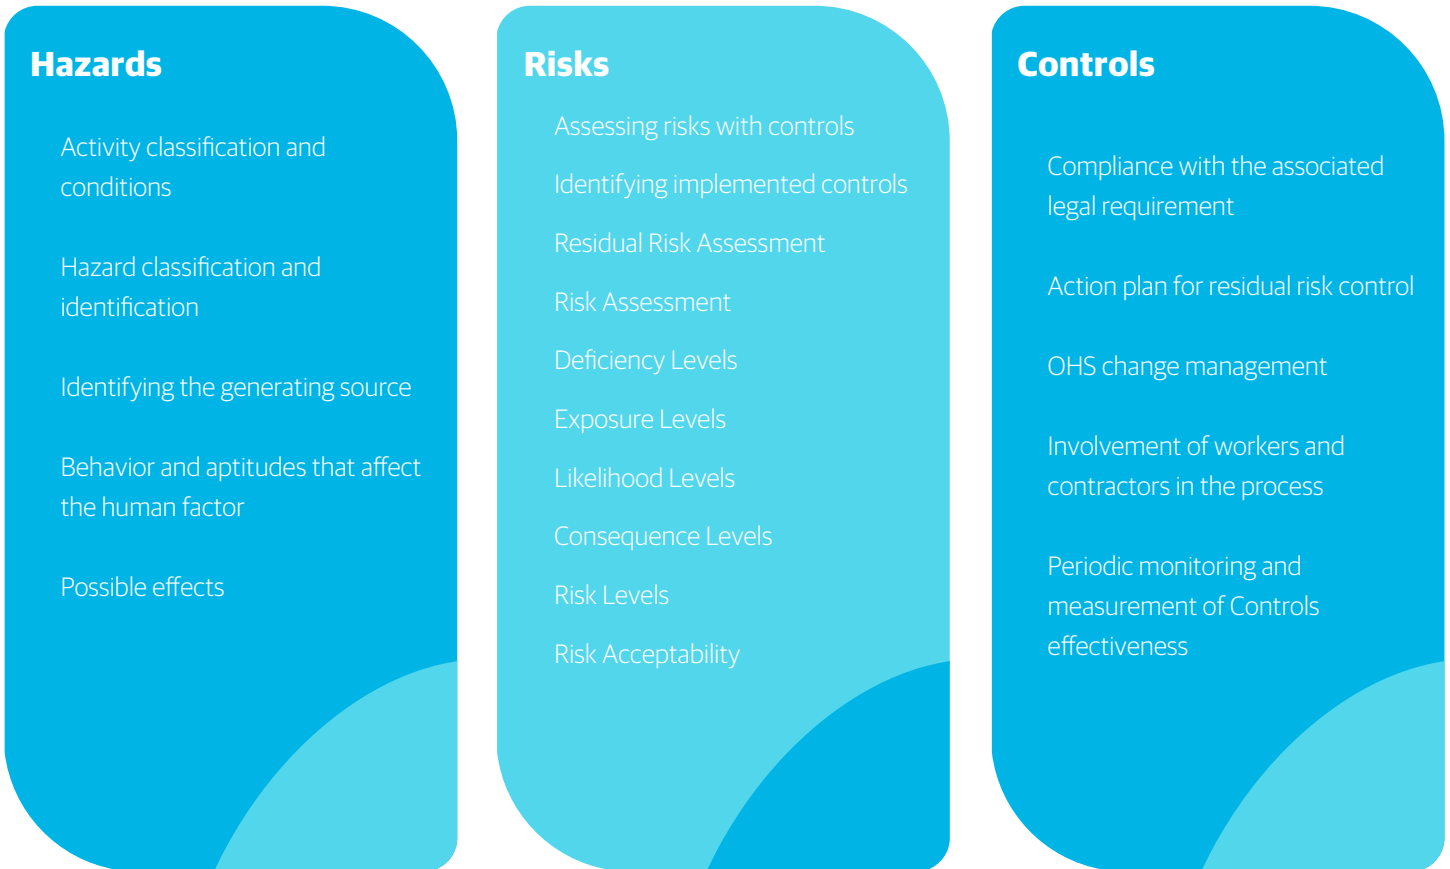 Hazards
Activity classification and
conditions
Hazard classification and
identification
Identifying the generating source
Behavior and aptitudes that affect
the human factor
Possible effects
Risks
Assessing risks with controls
Identifying implemented controls
Residual Risk Assessment
Risk Assessment
Deficiency Levels
Exposure Levels
Likelihood Levels
Consequence Levels
Risk Levels
Risk Acceptability
Controls
Compliance with the associated
legal requirement
Action plan for residual risk control
OHS change management
Involvement of workers and
contractors in the process
Periodic monitoring and
measurement of Controls
effectiveness